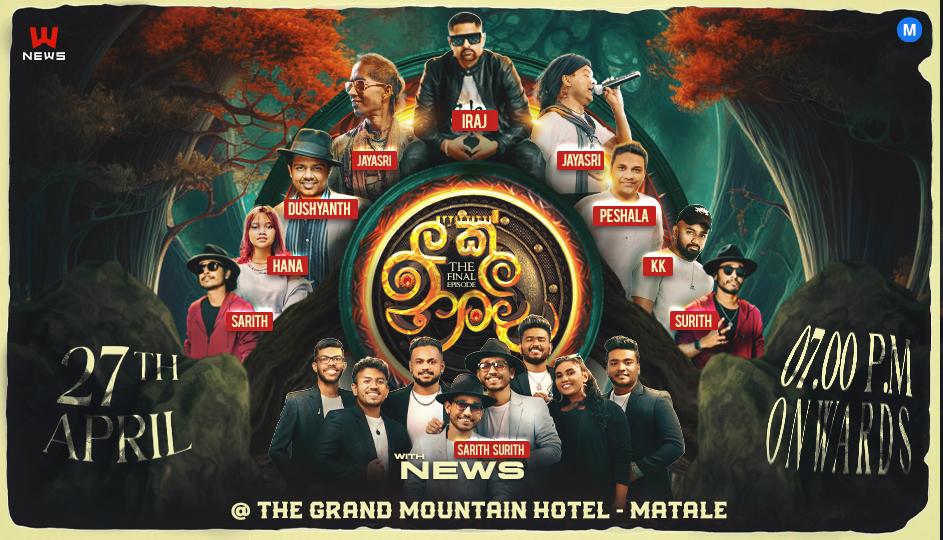 W
NEWS
M
IRAJ
JAYASRI
JAYASRI
DUSHYANTH
PESHALA
HANA
KK
SARITH
SURITH
THE
FINAL
EPISODE
27TH
APRIL
07.00 P.M
ONWARDS
SARITH SURITH
WITH
NEWS
@ THE GRAND MOUNTAIN HOTEL - MATALE